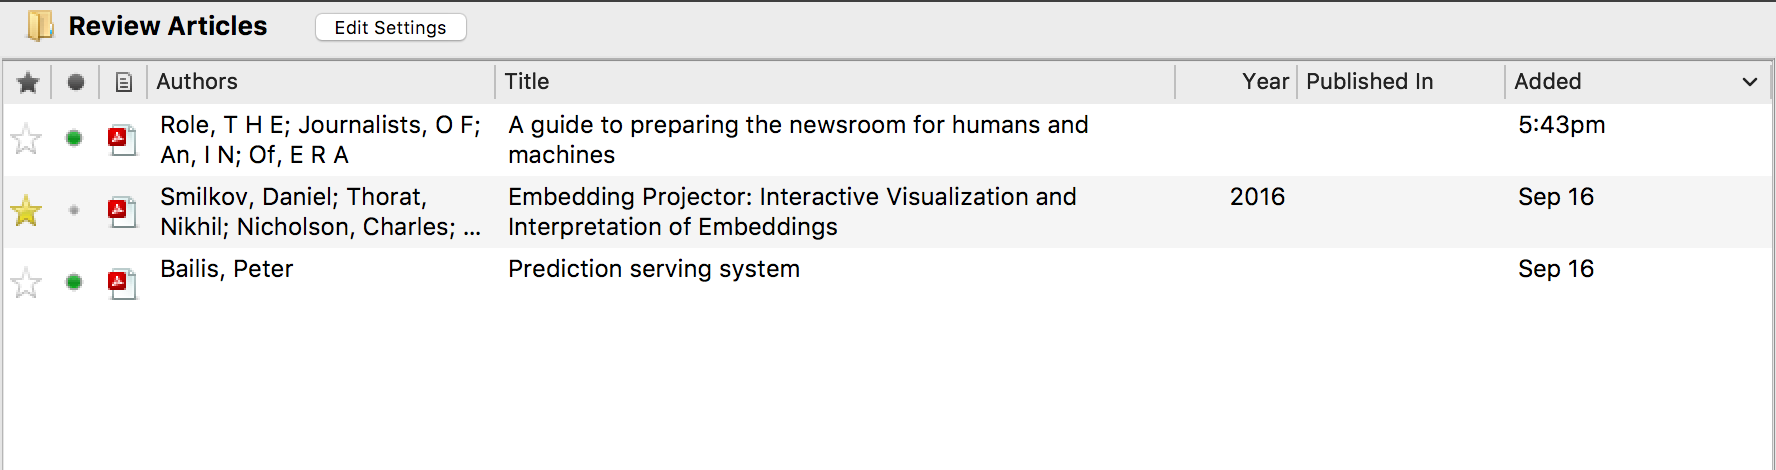 Review Articles Edit Settings
Authors Title Year Published In Added
Role, T H E; Journalists, O F; A guide to preparing the newsroom for humans and 5:43pm
An, I N; Of, E R A machines
Smilkov, Daniel; Thorat, Embedding Projector: Interactive Visualization and 2016 Sep 16
Nikhil; Nicholson, Charles; ... Interpretation of Embeddings
Bailis, Peter Prediction serving system Sep 16